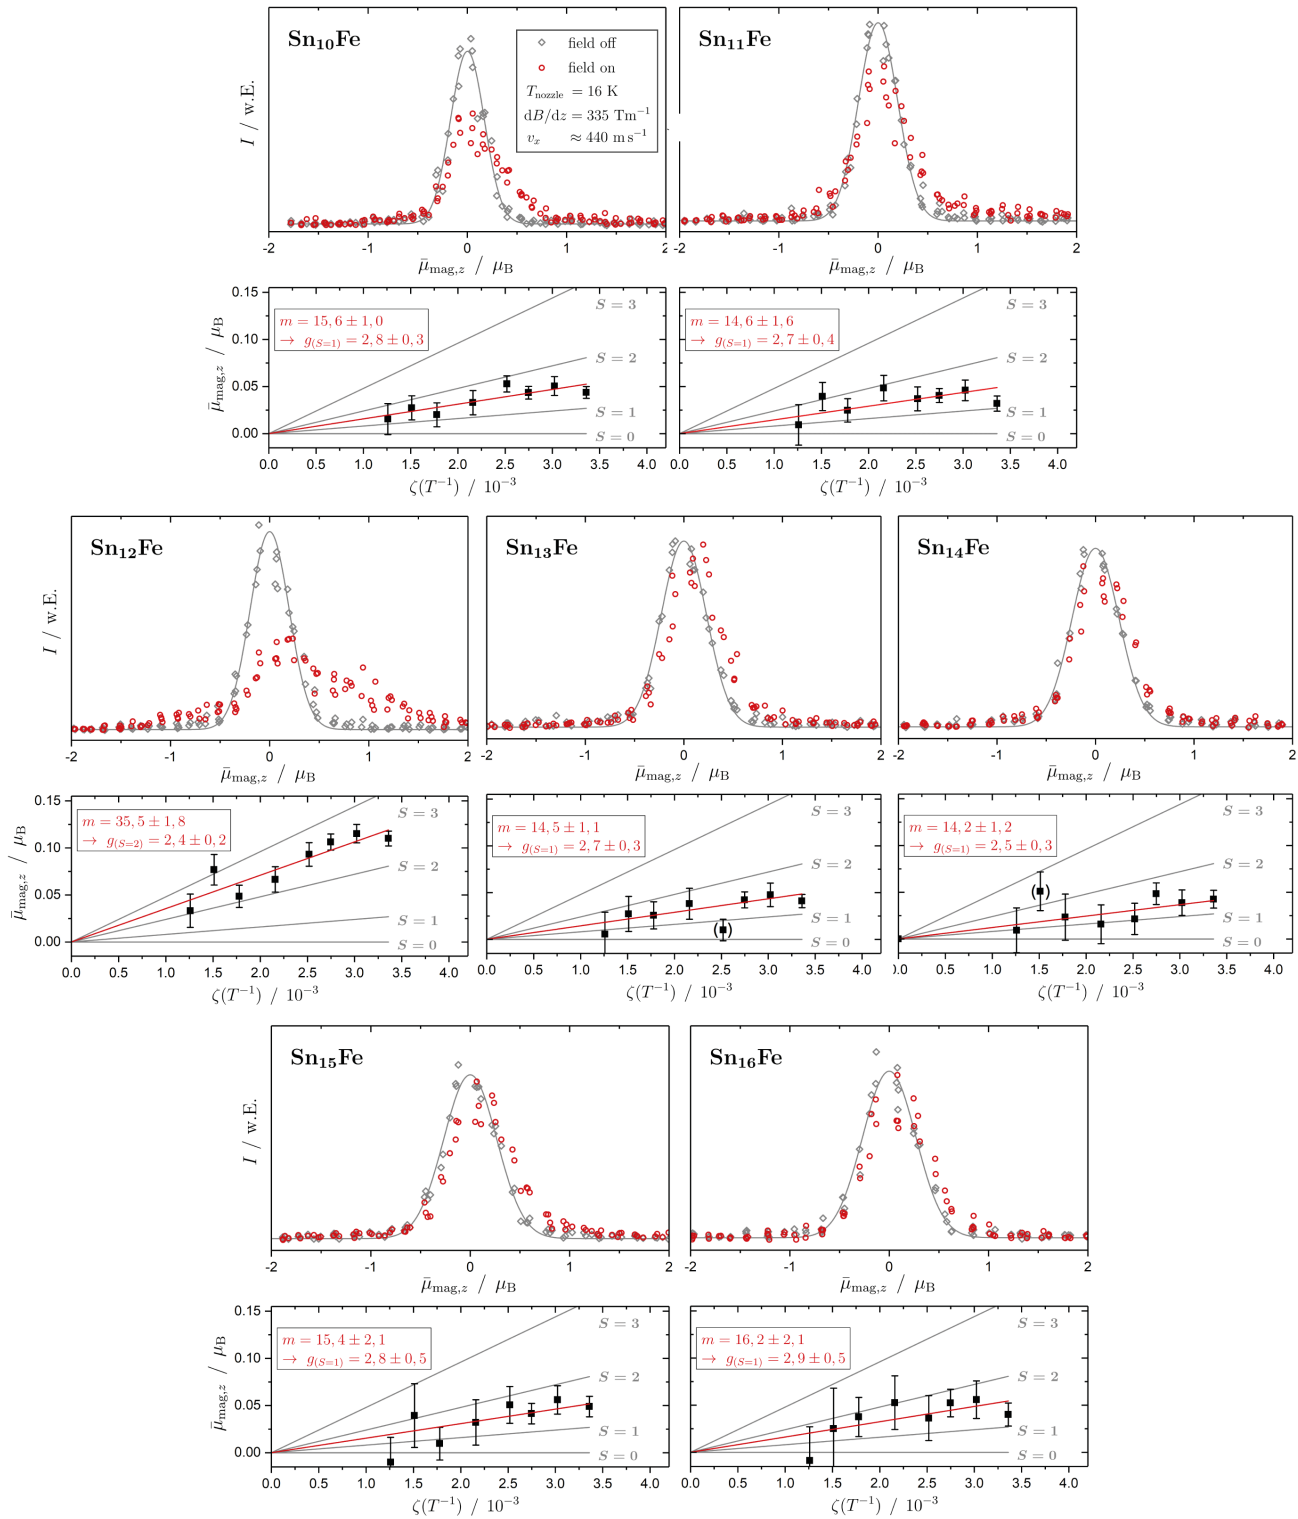 Sn10Fe
field off
field on
Tnozzle = 16 K
dB/dz = 335 Tm−1
vx ≈ 440 m s−1
I / w.E.
-2 -1 0 1 2
μ̄mag,z / μB
Sn11Fe
-2 -1 0 1 2
μ̄mag,z / μB
m = 15, 6 ± 1, 0
→ g(S=1) = 2, 8 ± 0, 3
S = 3
S = 2
S = 1
S = 0
μ̄mag,z / μB
0.15
0.10
0.05
0.00
0.0 0.5 1.0 1.5 2.0 2.5 3.0 3.5 4.0
ζ(T−1) / 10−3
m = 14, 6 ± 1, 6
→ g(S=1) = 2, 7 ± 0, 4
S = 3
S = 2
S = 1
S = 0
0.0 0.5 1.0 1.5 2.0 2.5 3.0 3.5 4.0
ζ(T−1) / 10−3
Sn12Fe
I / w.E.
-2 -1 0 1 2
μ̄mag,z / μB
Sn13Fe
-2 -1 0 1 2
μ̄mag,z / μB
Sn14Fe
-2 -1 0 1 2
μ̄mag,z / μB
m = 35, 5 ± 1, 8
→ g(S=2) = 2, 4 ± 0, 2
S = 3
S = 2
S = 1
S = 0
μ̄mag,z / μB
0.15
0.10
0.05
0.00
0.0 0.5 1.0 1.5 2.0 2.5 3.0 3.5 4.0
ζ(T−1) / 10−3
m = 14, 5 ± 1, 1
→ g(S=1) = 2, 7 ± 0, 3
S = 3
S = 2
S = 1
S = 0
( )
0.0 0.5 1.0 1.5 2.0 2.5 3.0 3.5 4.0
ζ(T−1) / 10−3
m = 14, 2 ± 1, 2
→ g(S=1) = 2, 5 ± 0, 3
S = 3
S = 2
S = 1
S = 0
( )
0.0 0.5 1.0 1.5 2.0 2.5 3.0 3.5 4.0
ζ(T−1) / 10−3
Sn15Fe
I / w.E.
-2 -1 0 1 2
μ̄mag,z / μB
Sn16Fe
-2 -1 0 1 2
μ̄mag,z / μB
m = 15, 4 ± 2, 1
→ g(S=1) = 2, 8 ± 0, 5
S = 3
S = 2
S = 1
S = 0
μ̄mag,z / μB
0.15
0.10
0.05
0.00
0.0 0.5 1.0 1.5 2.0 2.5 3.0 3.5 4.0
ζ(T−1) / 10−3
m = 16, 2 ± 2, 1
→ g(S=1) = 2, 9 ± 0, 5
S = 3
S = 2
S = 1
S = 0
0.0 0.5 1.0 1.5 2.0 2.5 3.0 3.5 4.0
ζ(T−1) / 10−3